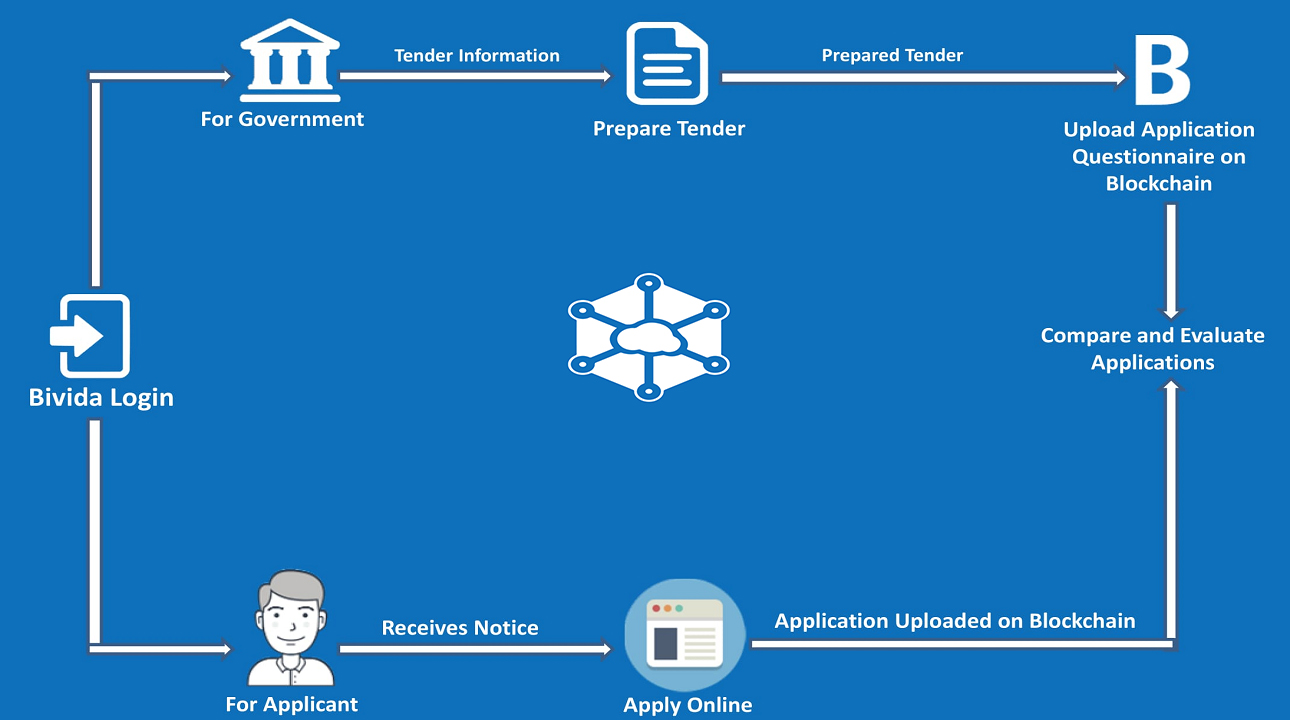 Tender Information
Prepared Tender
B
For Government
Prepare Tender
Upload Application
Questionnaire on
Blockchain
Compare and Evaluate
Applications
Bivida Login
Receives Notice
Application Uploaded on Blockchain
For Applicant
Apply Online